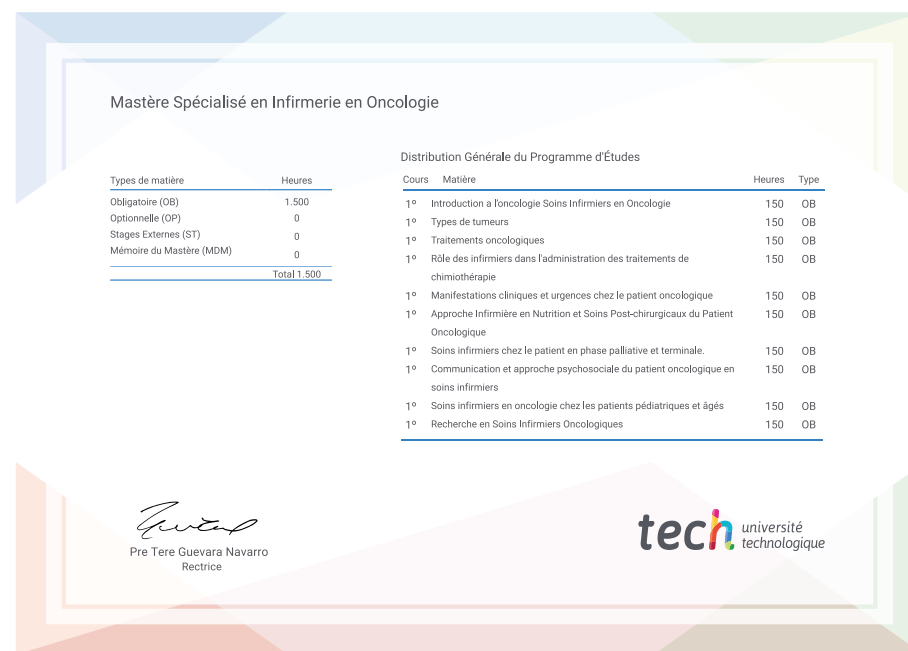 Mastère Spécialisé en Infirmerie en Oncologie
Types de matière Heures
Obligatoire (OB) 1.500
Optionnelle (OP) 0
Stages Externes (ST) 0
Mémoire du Mastère (MDM) 0
Total 1.500
Distribution Générale du Programme d'Études
Cours Matière Heures Type
1º Introduction a l'oncologie Soins Infirmiers en Oncologie 150 OB
1º Types de tumeurs 150 OB
1º Traitements oncologiques 150 OB
1º Rôle des infirmiers dans l'administration des traitements de 150 OB
chimiothérapie
1º Manifestations cliniques et urgences chez le patient oncologique 150 OB
1º Approche Infirmière en Nutrition et Soins Post-chirurgicaux du Patient 150 OB
Oncologique
1º Soins infirmiers chez le patient en phase palliative et terminale. 150 OB
1º Communication et approche psychosociale du patient oncologique en 150 OB
soins infirmiers
1º Soins infirmiers en oncologie chez les patients pédiatriques et âgés 150 OB
1º Recherche en Soins Infirmiers Oncologiques 150 OB
Pre Tere Guevara Navarro
Rectrice
tech université
technologique